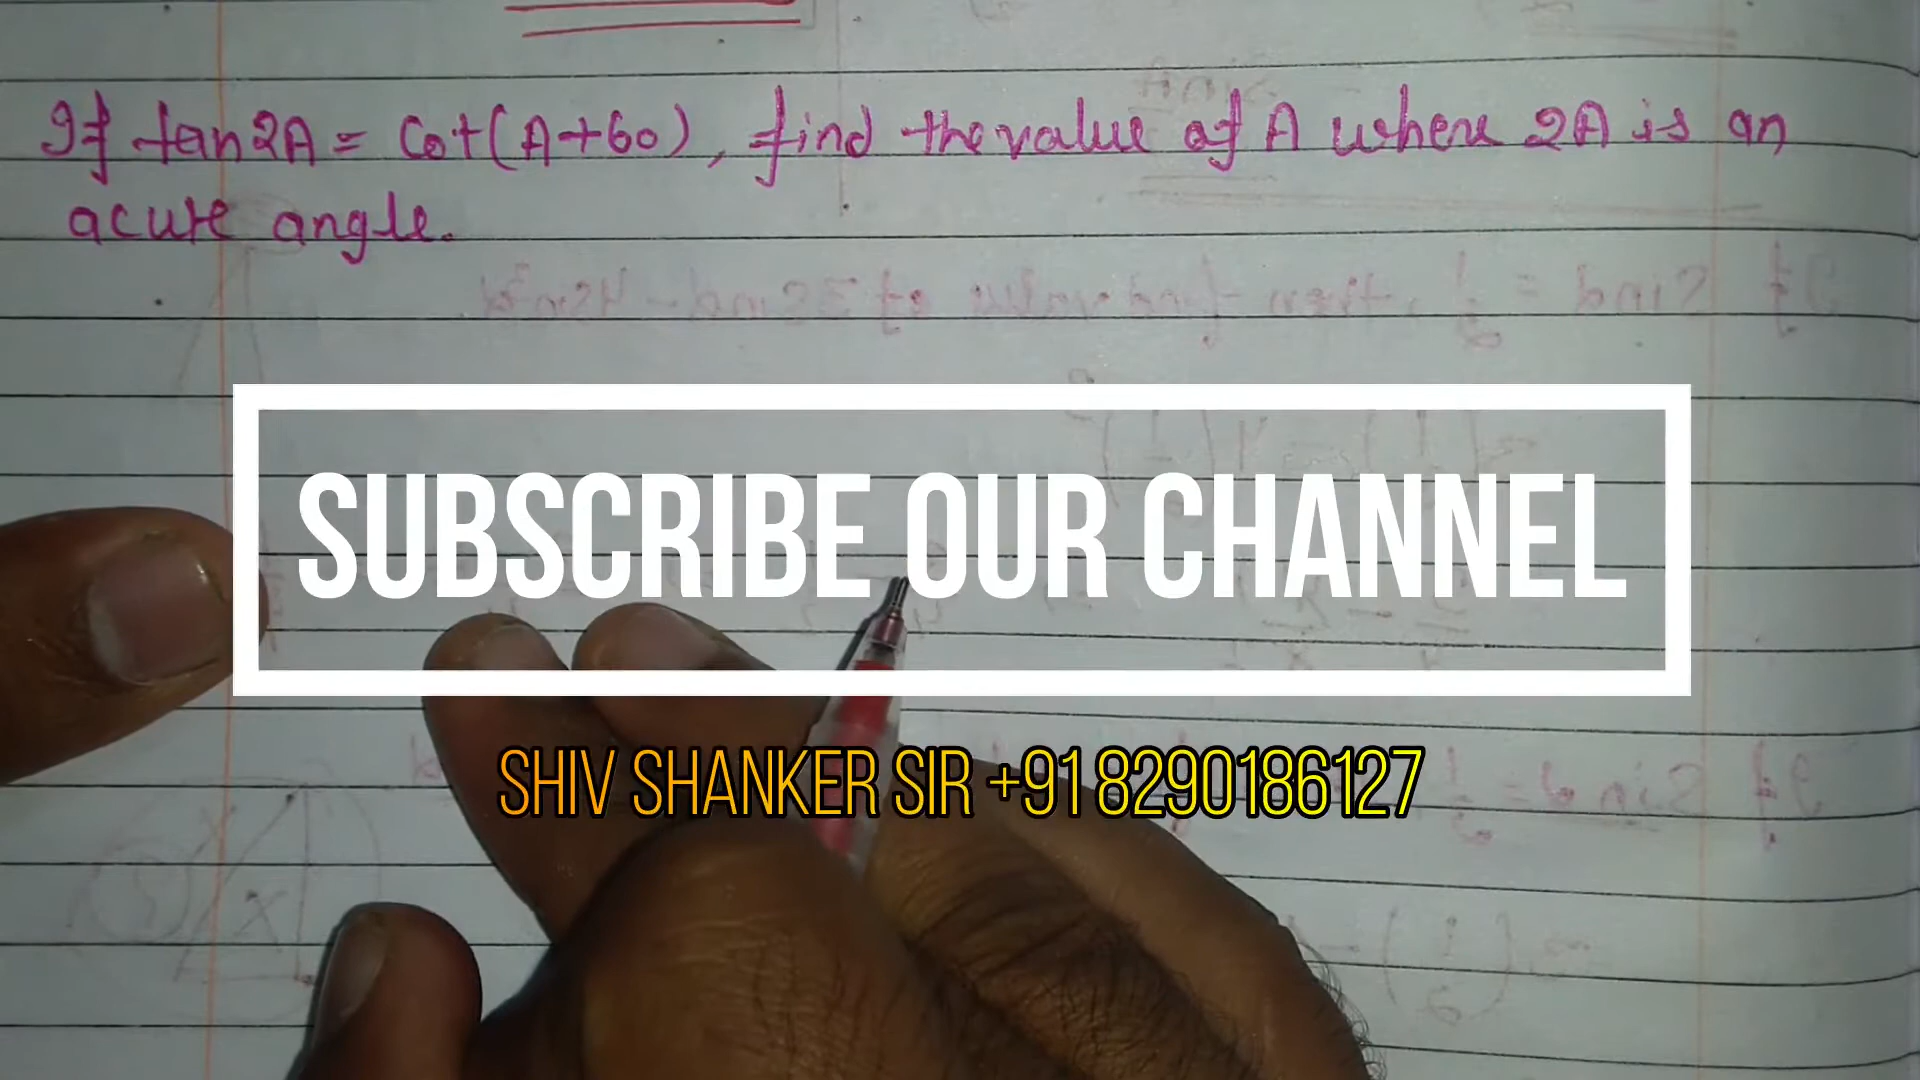 If tan2A = Cot(A+60), find the value of A where 2A is an
acute angle.
SUBSCRIBE OUR CHANNEL
SHIV SHANKER SIR +91 8290186127